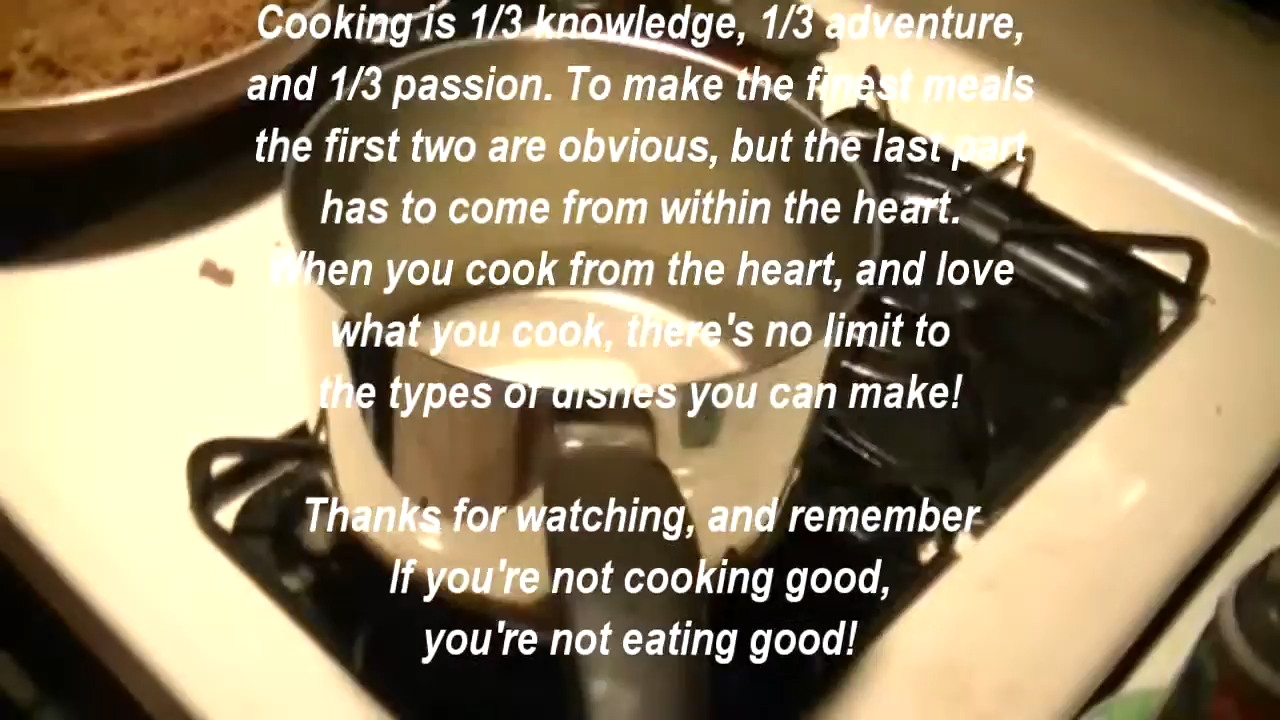 Cooking is 1/3 knowledge, 1/3 adventure,
and 1/3 passion. To make the finest meals
the first two are obvious, but the last part
has to come from within the heart.
When you cook from the heart, and love
what you cook, there's no limit to
the types of dishes you can make!
Thanks for watching, and remember
If you're not cooking good,
you're not eating good!